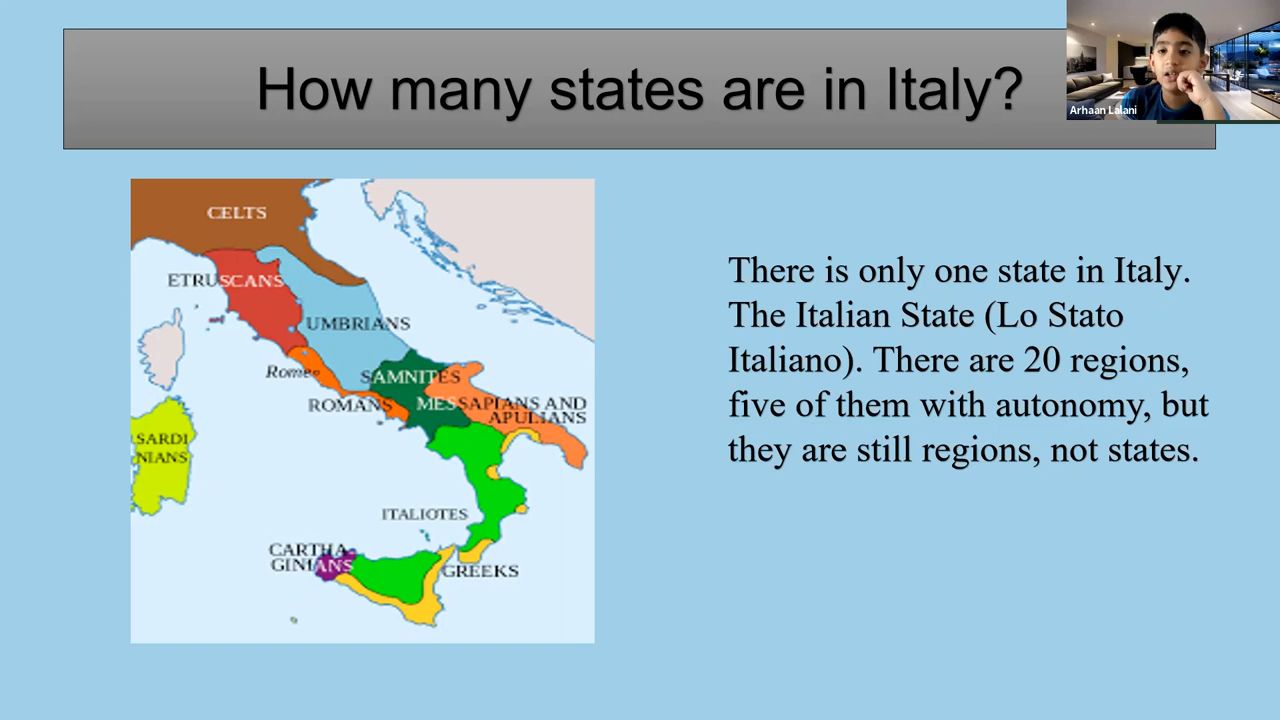 How many states are in Italy?
Arhaan Lalani
CELTS
ETRUSCANS
UMBRIANS
Rome
SAMNITES
ROMANS
MESSAPIANS AND
APULIANS
SARDI
NIANS
ITALIOTES
CARTHA
GINIANS
GREEKS
There is only one state in Italy.
The Italian State (Lo Stato
Italiano). There are 20 regions,
five of them with autonomy, but
they are still regions, not states.